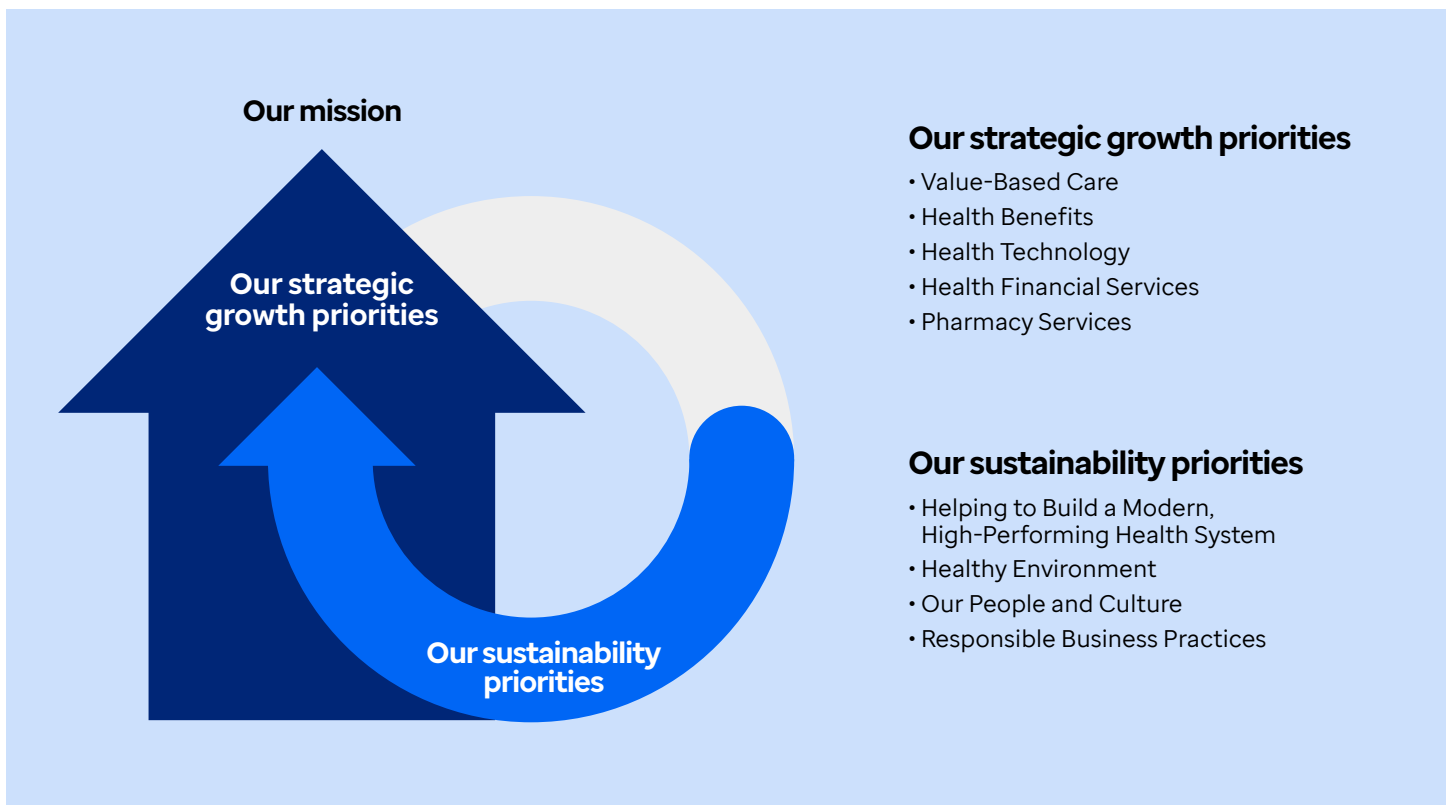 Our mission
Our strategic
growth priorities
Our sustainability
priorities
Our strategic growth priorities
• Value-Based Care
• Health Benefits
• Health Technology
• Health Financial Services
• Pharmacy Services
Our sustainability priorities
• Helping to Build a Modern,
High-Performing Health System
• Healthy Environment
• Our People and Culture
• Responsible Business Practices